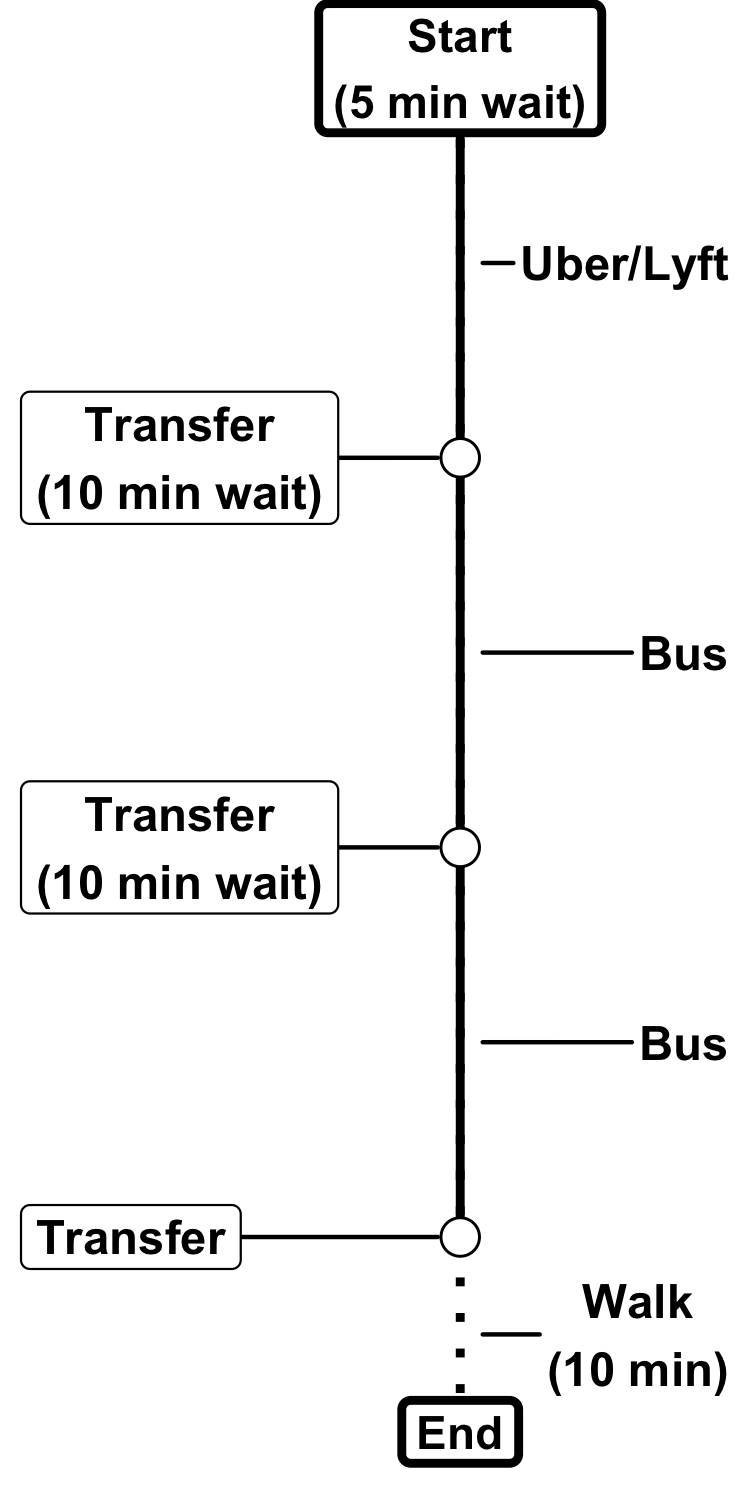 Start
(5 min wait)
Uber/Lyft
Transfer
(10 min wait)
Bus
Transfer
(10 min wait)
Bus
Transfer
Walk
(10 min)
End